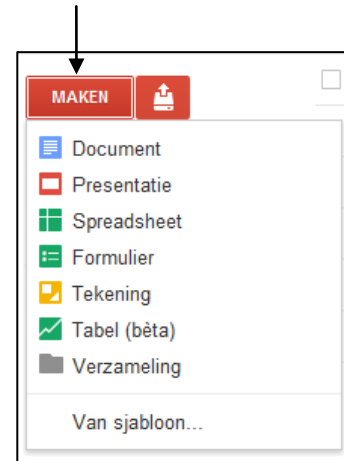 MAKEN
Document
Presentatie
Spreadsheet
Formulier
Tekening
Tabel (bèta)
Verzameling
Van sjabloon...